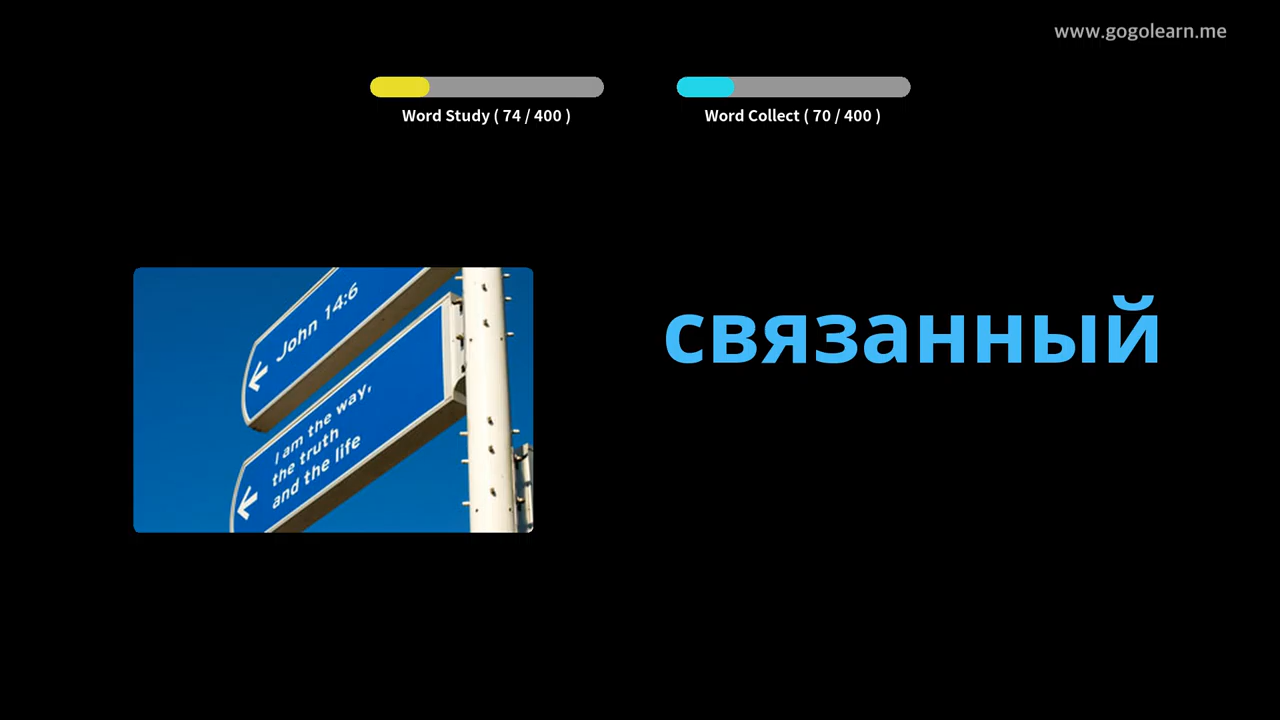 www.gogolearn.me
Word Study ( 74 / 400 )
Word Collect ( 70 / 400 )
John 14:6
I am the way,
the truth
and the life
связанный